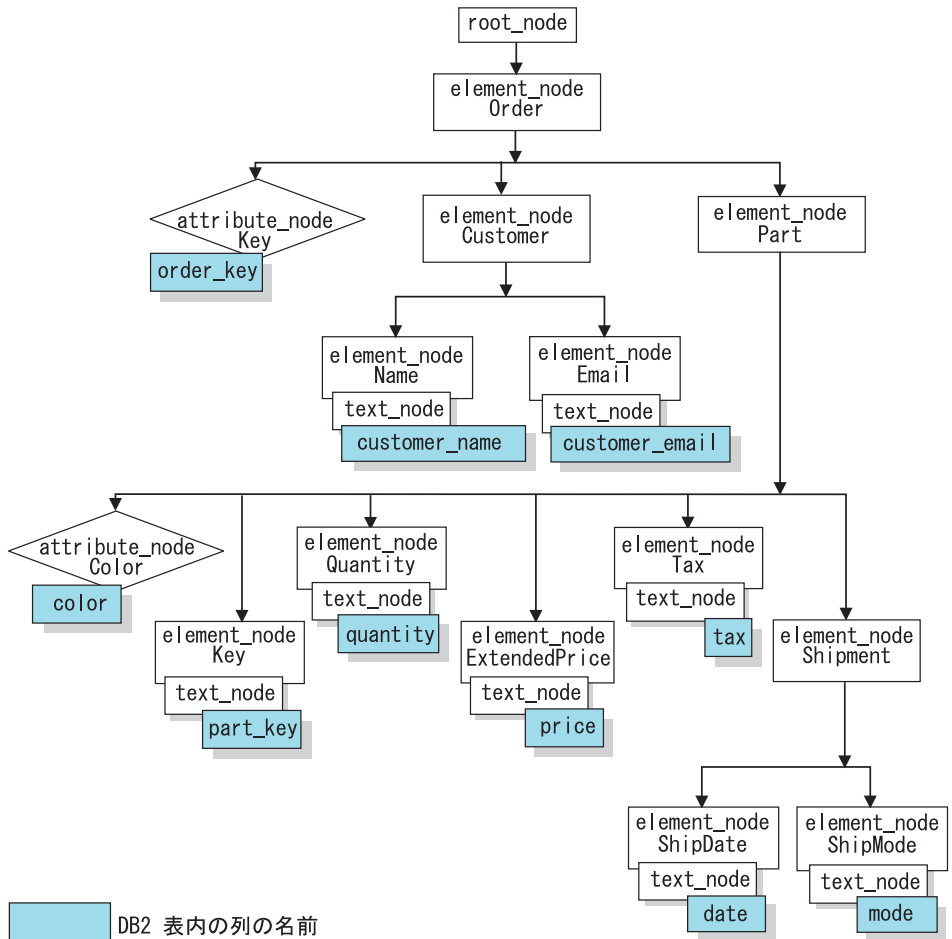 root_node
element_node
Order
attribute_node
Key
order_key
element_node
Customer
element_node
Part
element_node
Name
text_node
customer_name
element_node
Email
text_node
customer_email
attribute_node
Color
color
element_node
Key
text_node
part_key
element_node
Quantity
text_node
quantity
element_node
ExtendedPrice
text_node
price
element_node
Tax
text_node
tax
element_node
Shipment
element_node
ShipDate
text_node
date
element_node
ShipMode
text_node
mode
DB2 表内の列の名前